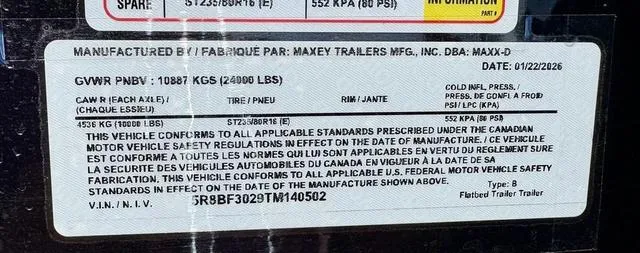 SPARE ST235/80R16 (E) 552 KPA (80 PSI) INFORMATION
PART #
MANUFACTURED BY / FABRIQUE PAR: MAXEY TRAILERS MFG., INC. DBA: MAXX-D
DATE: 01/22/2026
GVWR PNBV : 10887 KGS (24000 LBS)
GAWR (EACH AXLE) / (CHAQUE ESSIEU) TIRE / PNEU RIM / JANTE COLD INFL. PRESS. / PRESS. DE GONFLA A FROID PSI / LPC (KPA)
4536 KG (10000 LBS) ST235/80R16 (E) 552 KPA (80 PSI)
THIS VEHICLE CONFORMS TO ALL APPLICABLE STANDARDS PRESCRIBED UNDER THE CANADIAN
MOTOR VEHICLE SAFETY REGULATIONS IN EFFECT ON THE DATE OF MANUFACTURE. / CE VEHICULE
EST CONFORME A TOUTES LES NORMES QUI LUI SONT APPLICABLES EN VERTU DU REGLEMENT SUR
LA SECURITE DES VEHICULES AUTOMOBILES DU CANADA EN VIGUEUR À LA DATE DE SA
FABRICATION. THIS VEHICILE CONFORMS TO ALL APPLICABLE U.S. FEDERAL MOTOR VEHICLE SAFETY
STANDARDS IN EFFECT ON THE DATE OF THE MANUFACTURE SHOWN ABOVE.
V.I.N. / N.I.V. 5R8BF3029TM140502 Type: B
Flatbed Trailer Trailer